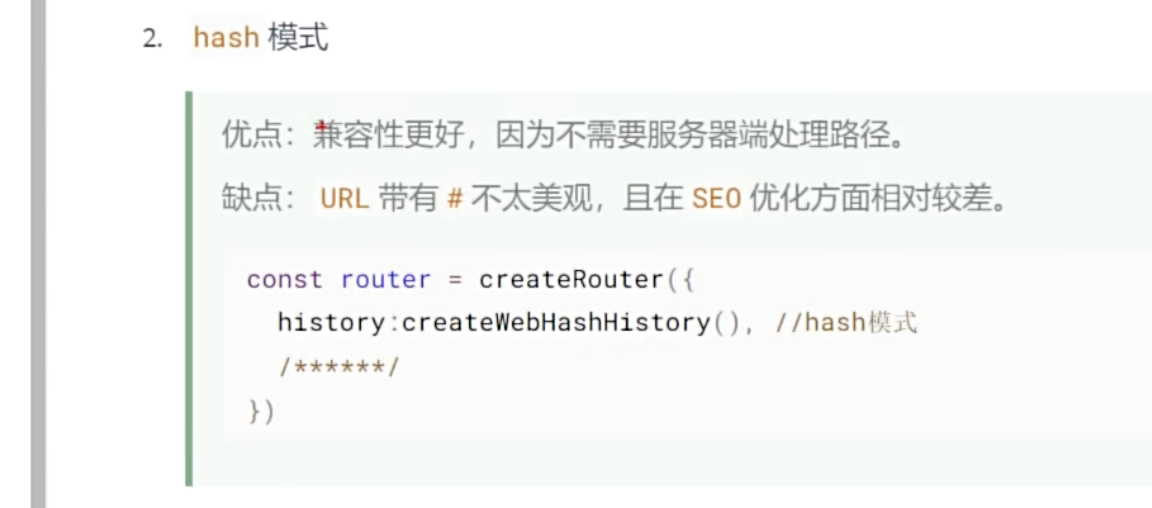 2. hash 模式
优点：兼容性更好，因为不需要服务器端处理路径。
缺点：URL 带有 # 不太美观，且在 SEO 优化方面相对较差。
const router = createRouter({
  history:createWebHashHistory(), //hash模式
  /******/
})